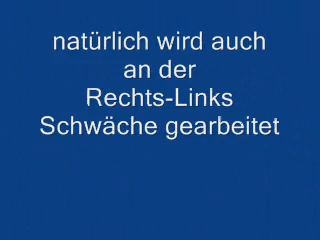 natürlich wird auch
an der
Rechts-Links
Schwäche gearbeitet